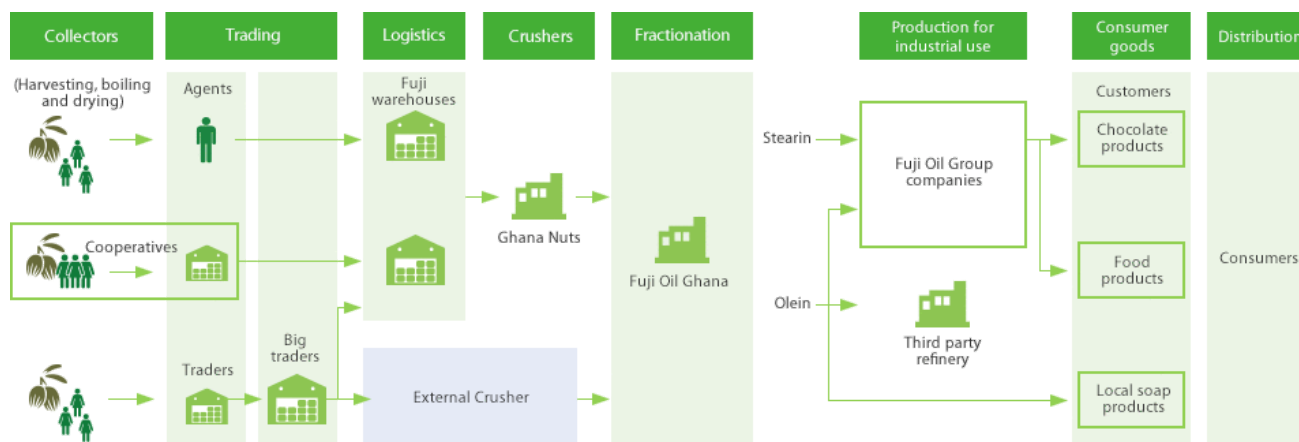 Collectors
Trading
Logistics
Crushers
Fractionation
Production for
industrial use
Consumer
goods
Distribution
(Harvesting, boiling
and drying)
Agents
Fuji
warehouses
Customers
Chocolate
products
Stearin
Fuji Oil Group
companies
Cooperatives
Ghana Nuts
Fuji Oil Ghana
Food
products
Consumers
Olein
Third party
refinery
Traders
Big
traders
External Crusher
Local soap
products